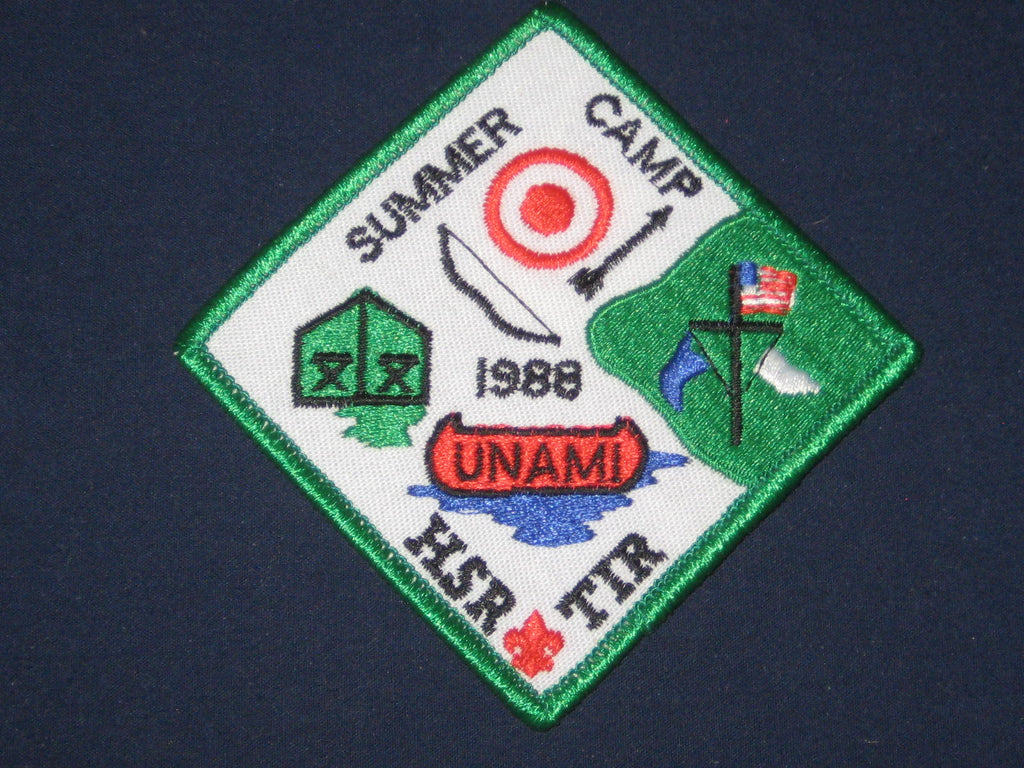 SUMMER CAMP
1988
UNAMI
HSR TIR